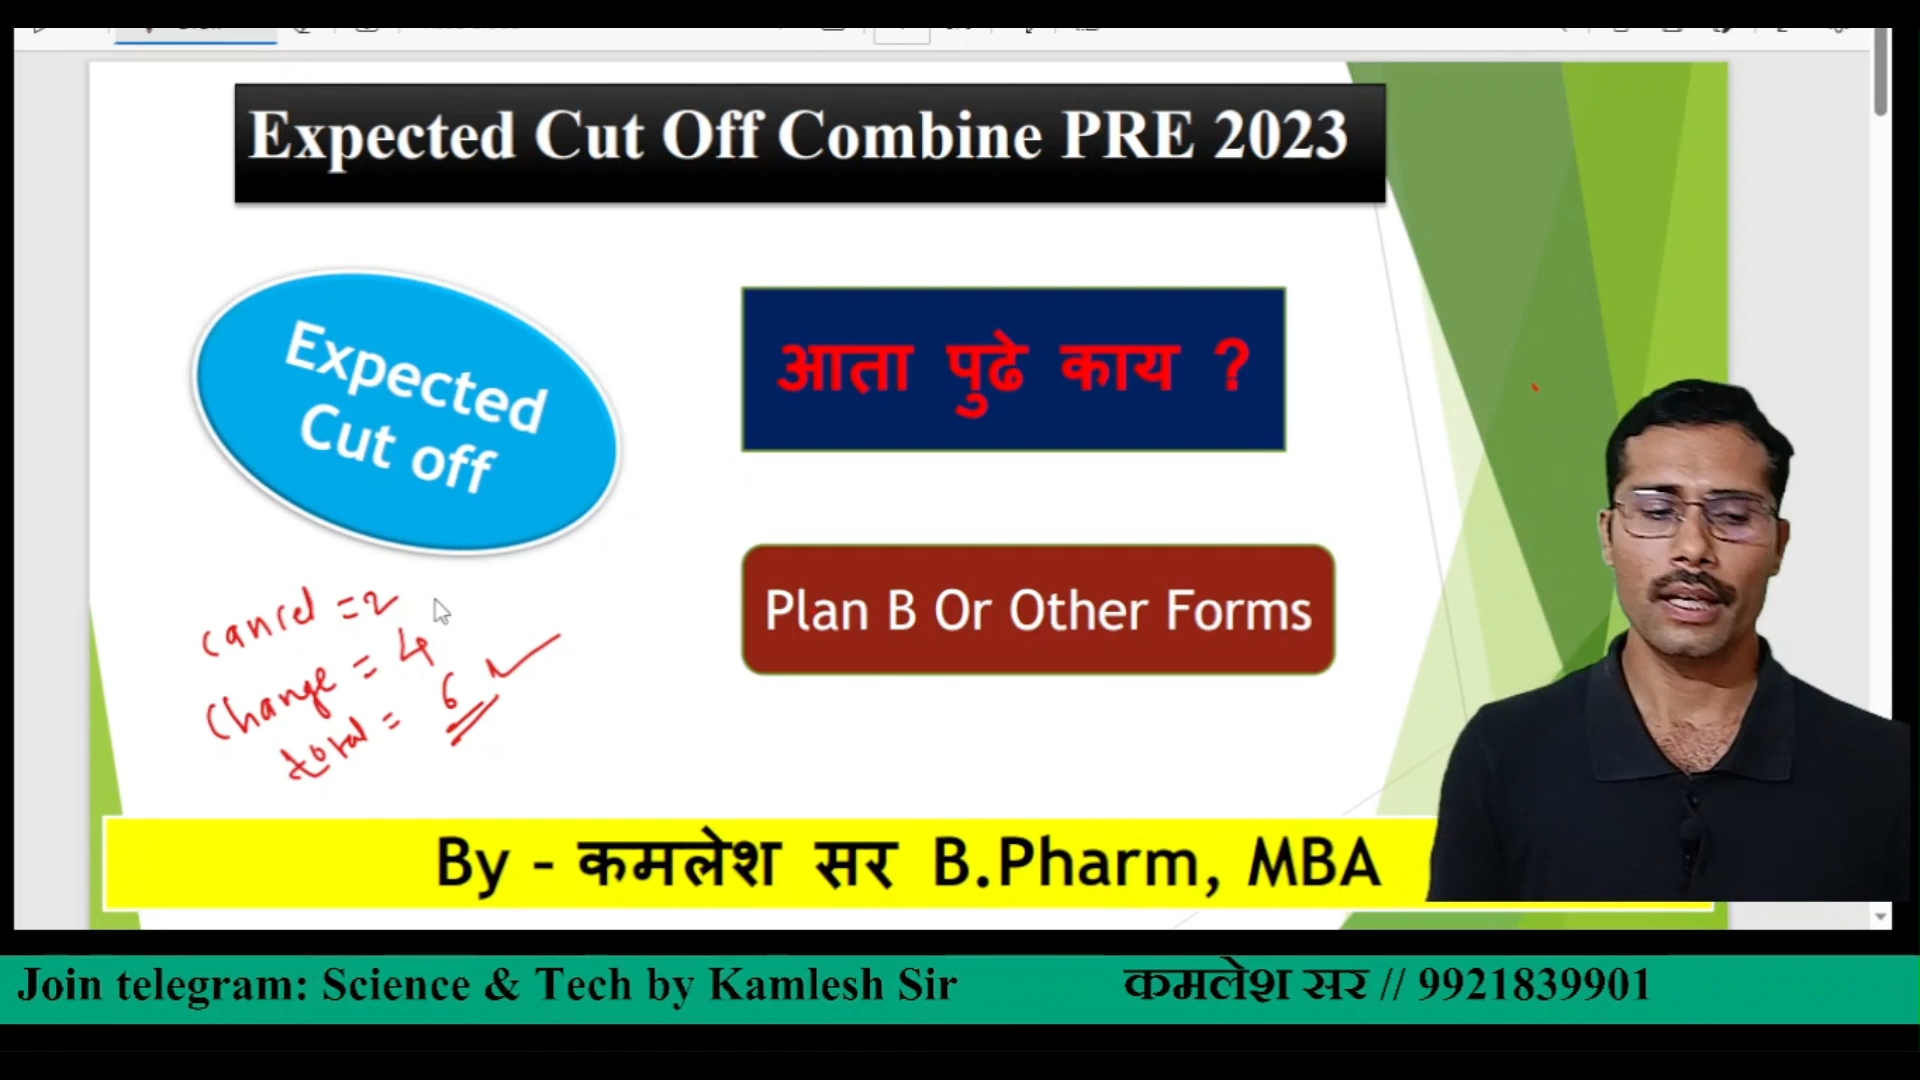 Expected Cut Off Combine PRE 2023
Expected
Cut off
आता पुढे काय ?
cancel = 2
change = 4
total = 6
Plan B Or Other Forms
By - कमलेश सर B.Pharm, MBA
Join telegram: Science & Tech by Kamlesh Sir
कमलेश सर // 9921839901